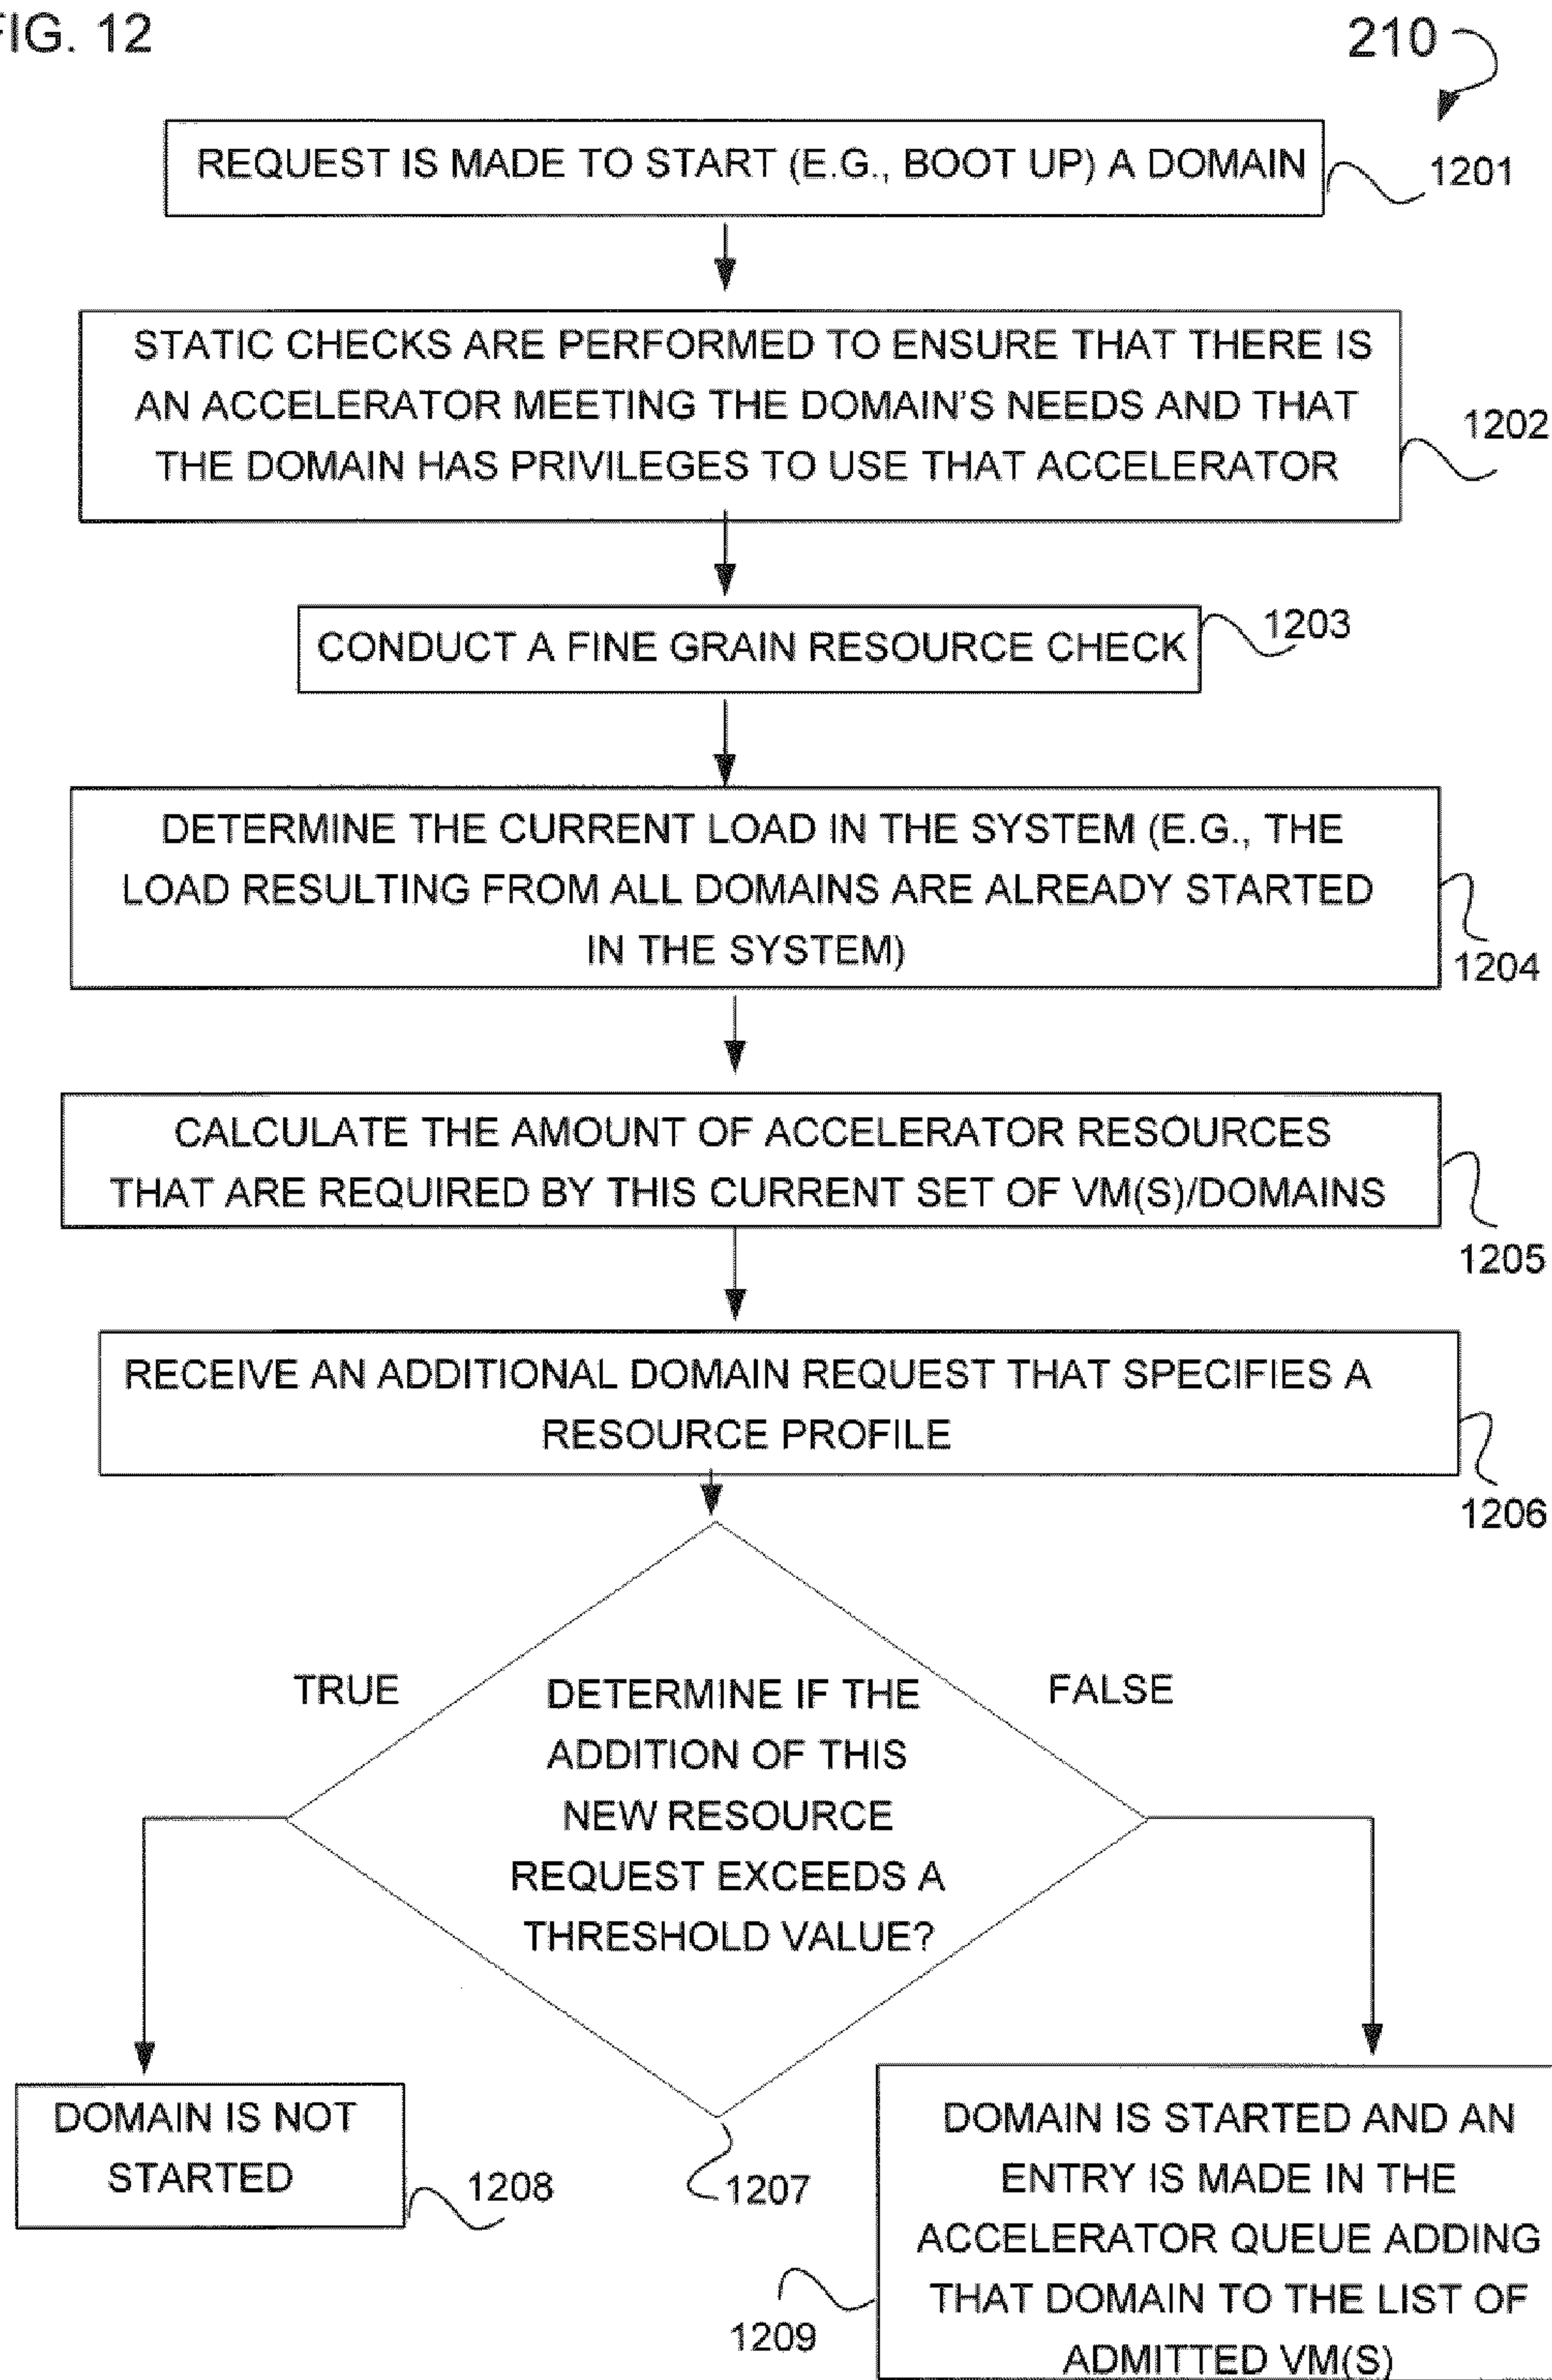 FIG. 12
210
REQUEST IS MADE TO START (E.G., BOOT UP) A DOMAIN
1201
STATIC CHECKS ARE PERFORMED TO ENSURE THAT THERE IS
AN ACCELERATOR MEETING THE DOMAIN'S NEEDS AND THAT
THE DOMAIN HAS PRIVILEGES TO USE THAT ACCELERATOR
1202
CONDUCT A FINE GRAIN RESOURCE CHECK
1203
DETERMINE THE CURRENT LOAD IN THE SYSTEM (E.G., THE
LOAD RESULTING FROM ALL DOMAINS ARE ALREADY STARTED
IN THE SYSTEM)
1204
CALCULATE THE AMOUNT OF ACCELERATOR RESOURCES
THAT ARE REQUIRED BY THIS CURRENT SET OF VM(S)/DOMAINS
1205
RECEIVE AN ADDITIONAL DOMAIN REQUEST THAT SPECIFIES A
RESOURCE PROFILE
1206
TRUE
FALSE
DETERMINE IF THE
ADDITION OF THIS
NEW RESOURCE
REQUEST EXCEEDS A
THRESHOLD VALUE?
1207
DOMAIN IS NOT
STARTED
1208
DOMAIN IS STARTED AND AN
ENTRY IS MADE IN THE
ACCELERATOR QUEUE ADDING
THAT DOMAIN TO THE LIST OF
ADMITTED VM(S)
1209